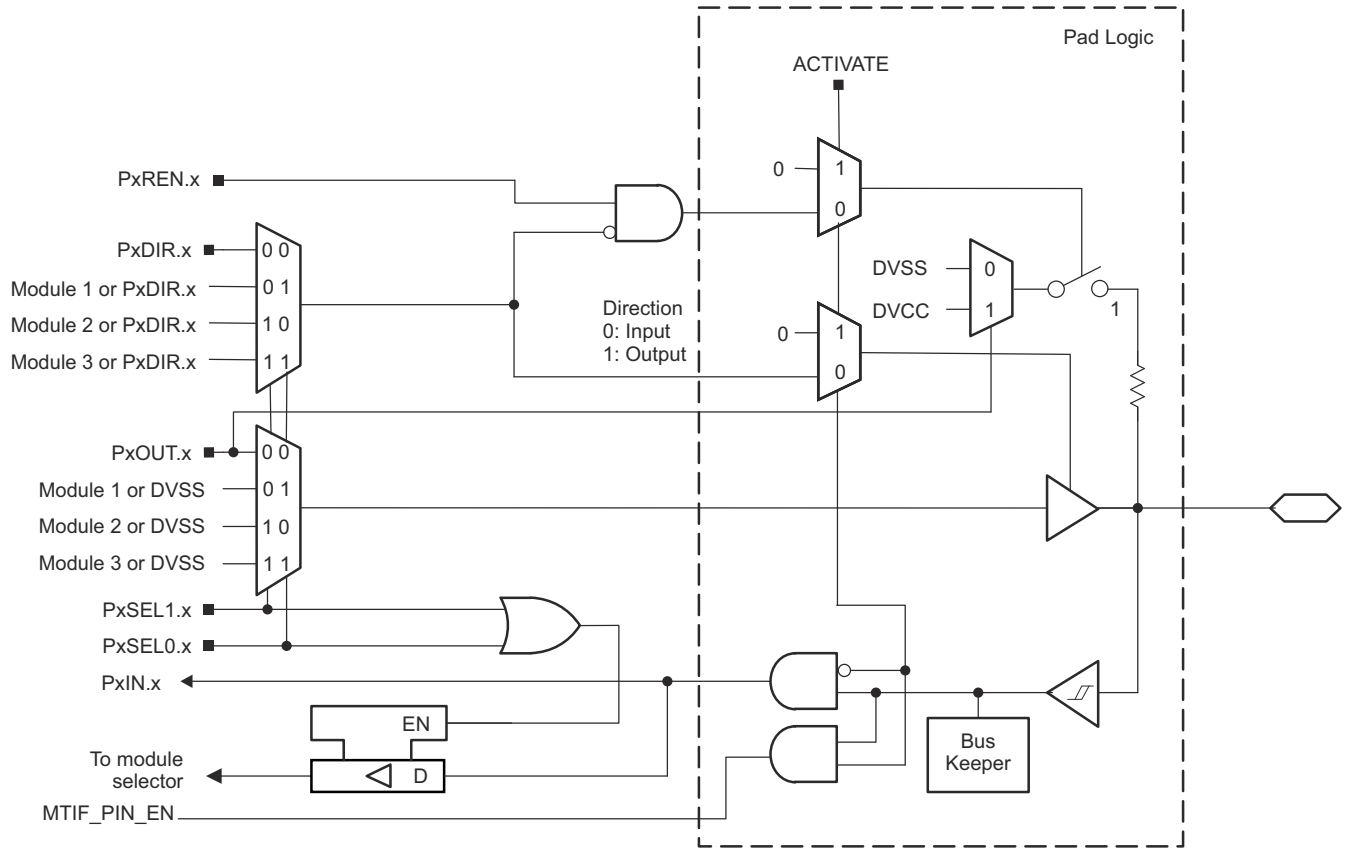 Pad Logic
ACTIVATE
PxREN.x
0
1
0
PxDIR.x
0 0
Module 1 or PxDIR.x
0 1
Module 2 or PxDIR.x
1 0
Module 3 or PxDIR.x
1 1
Direction
0: Input
1: Output
0
1
0
DVSS
0
DVCC
1
1
PxOUT.x
0 0
Module 1 or DVSS
0 1
Module 2 or DVSS
1 0
Module 3 or DVSS
1 1
PxSEL1.x
PxSEL0.x
PxIN.x
EN
D
To module
selector
Bus
Keeper
MTIF_PIN_EN